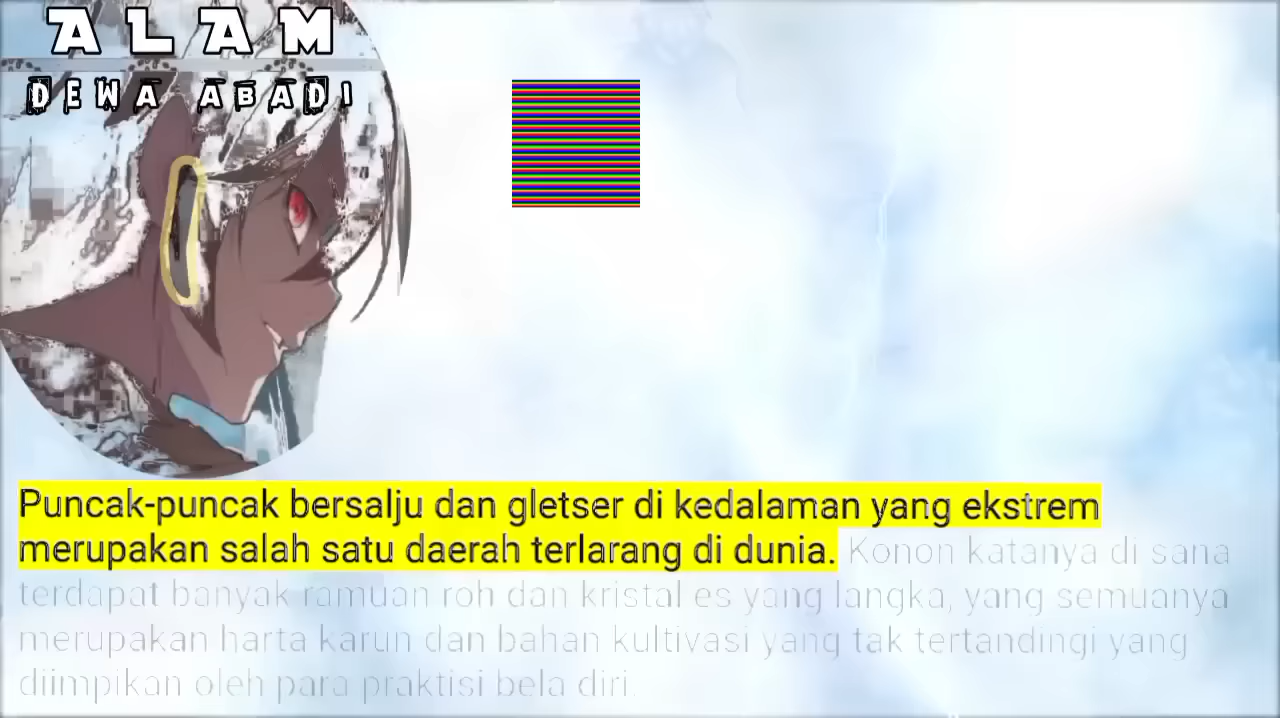 ALAM
DEWA ABADI
Puncak-puncak bersalju dan gletser di kedalaman yang ekstrem
merupakan salah satu daerah terlarang di dunia. Konon katanya di sana
terdapat banyak ramuan roh dan kristal es yang langka, yang semuanya
merupakan harta karun dan bahan kultivasi yang tak tertandingi yang
diimpikan oleh para praktisi bela diri.